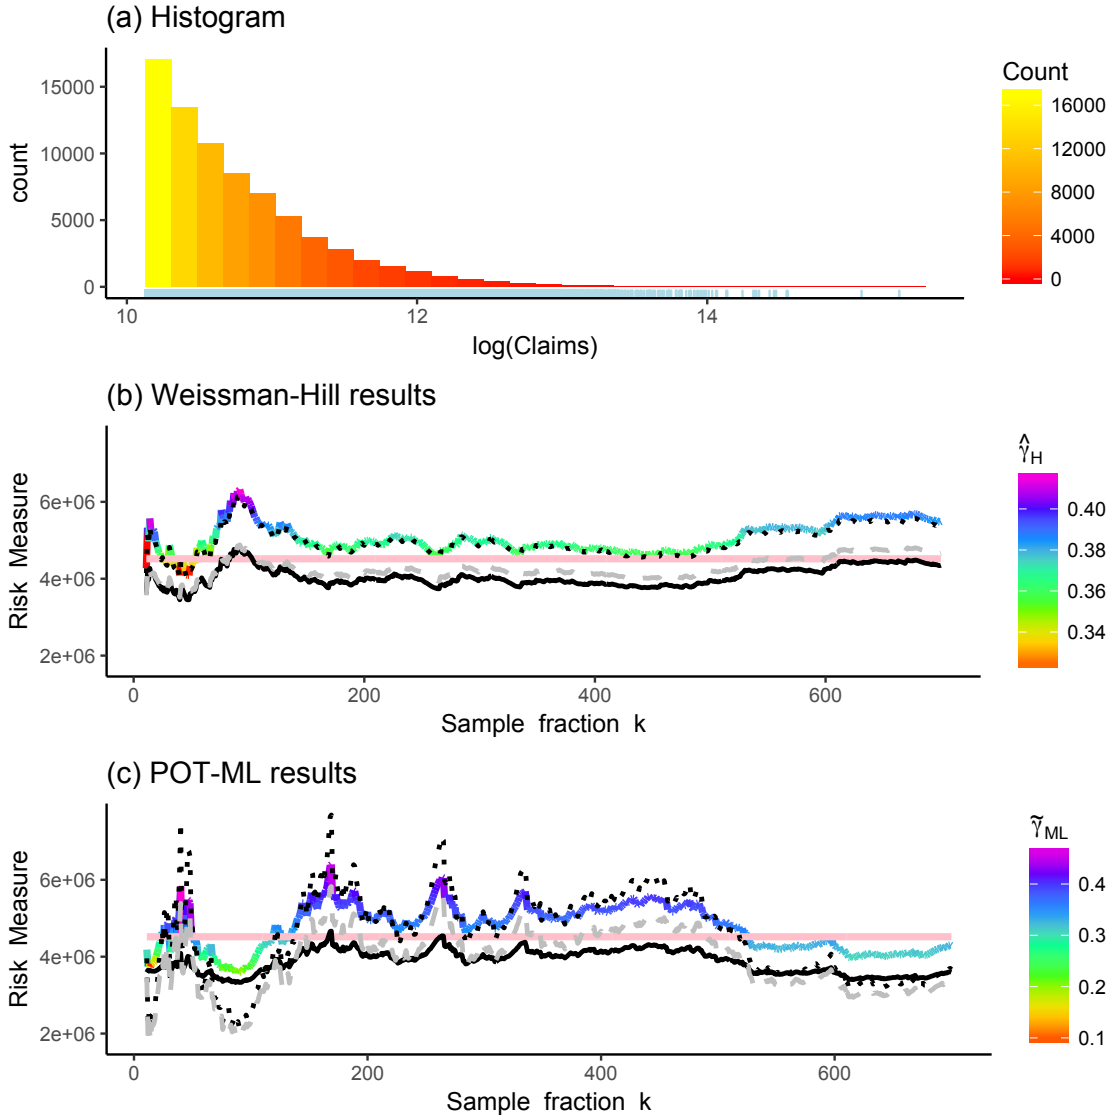 (a) Histogram
count
15000
10000
5000
0
10
12
14
log(Claims)
Count
16000
12000
8000
4000
0
(b) Weissman-Hill results
Risk Measure
6e+06
4e+06
2e+06
0
200
400
600
Sample fraction k
γ̂H
0.40
0.38
0.36
0.34
(c) POT-ML results
Risk Measure
6e+06
4e+06
2e+06
0
200
400
600
Sample fraction k
γ̃ML
0.4
0.3
0.2
0.1